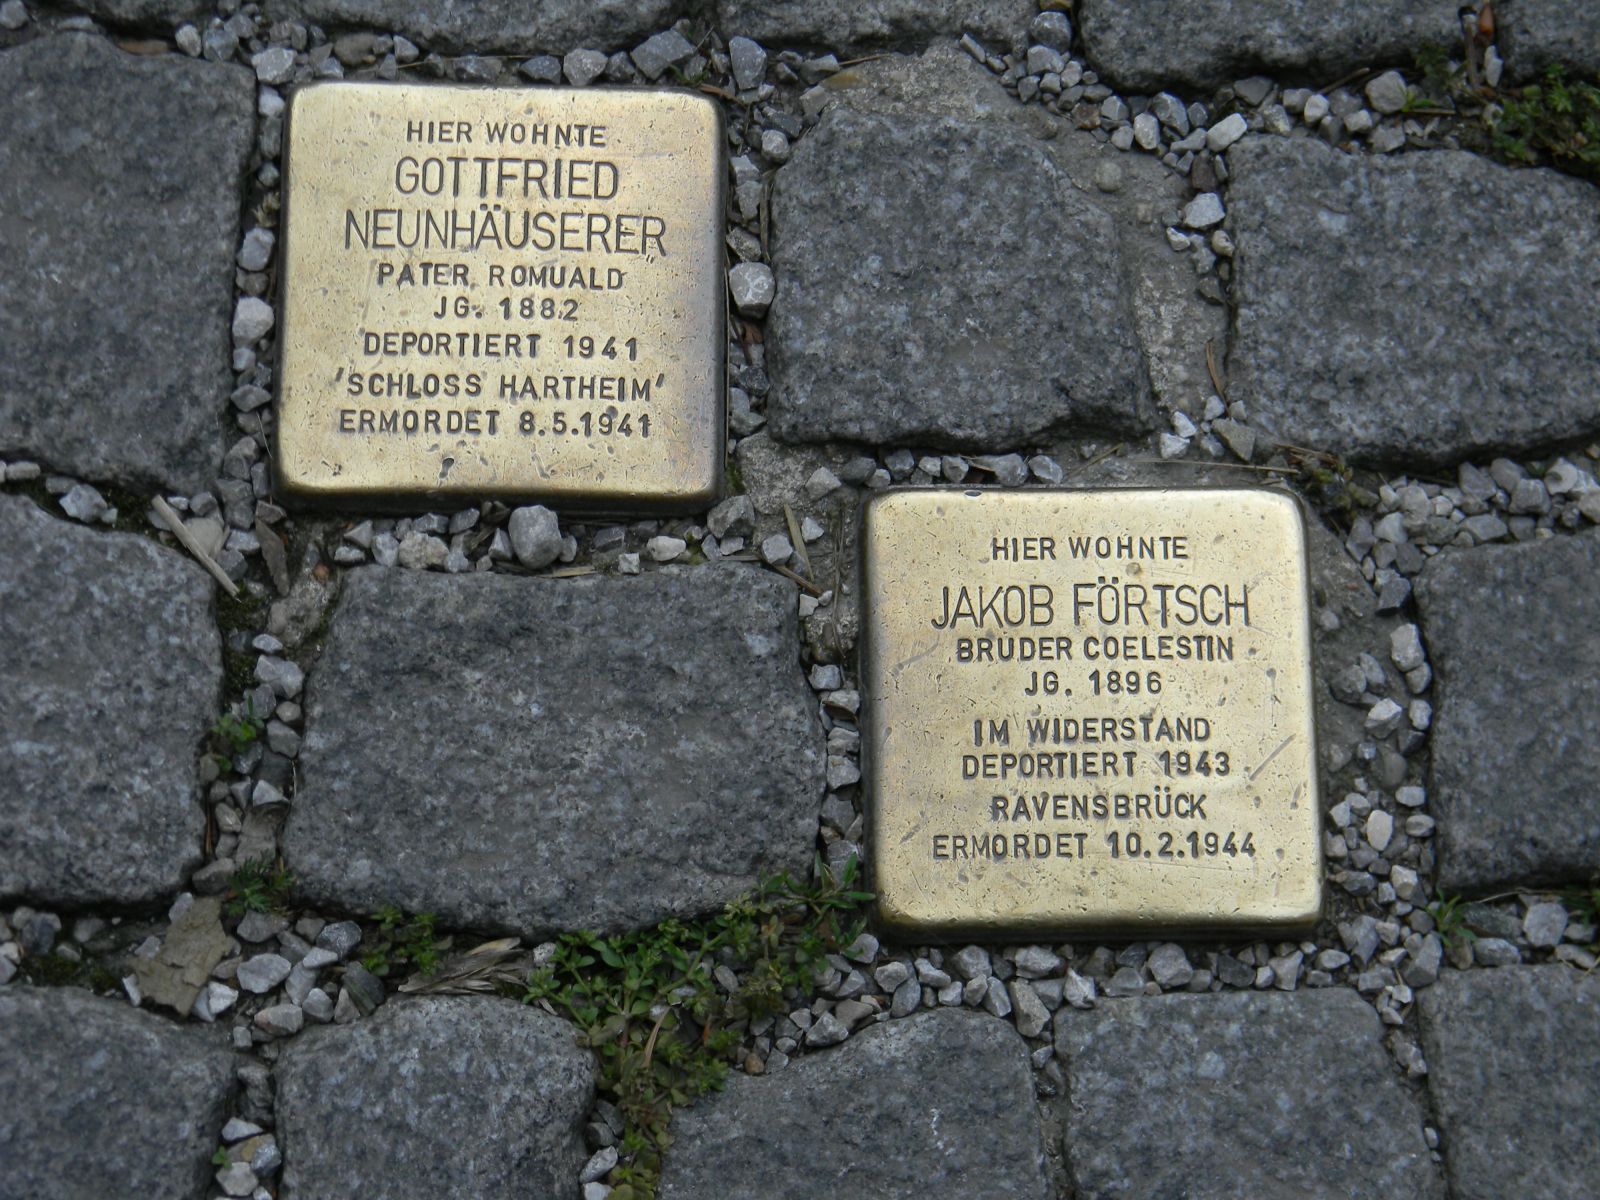 HIER WOHNTE
GOTTFRIED
NEUNHÄUSERER
PATER ROMUALD
JG. 1882
DEPORTIERT 1941
'SCHLOSS HARTHEIM'
ERMORDET 8.5.1941
HIER WOHNTE
JAKOB FÖRTSCH
BRUDER COELESTIN
JG. 1896
IM WIDERSTAND
DEPORTIERT 1943
RAVENSBRÜCK
ERMORDET 10.2.1944